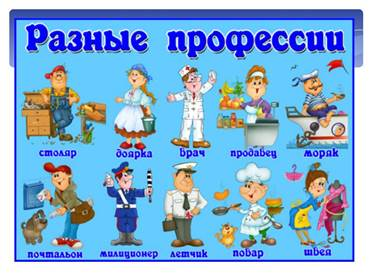 Разные профессии
столяр доярка врач продавец моряк
почтальон милиционер летчик повар швея